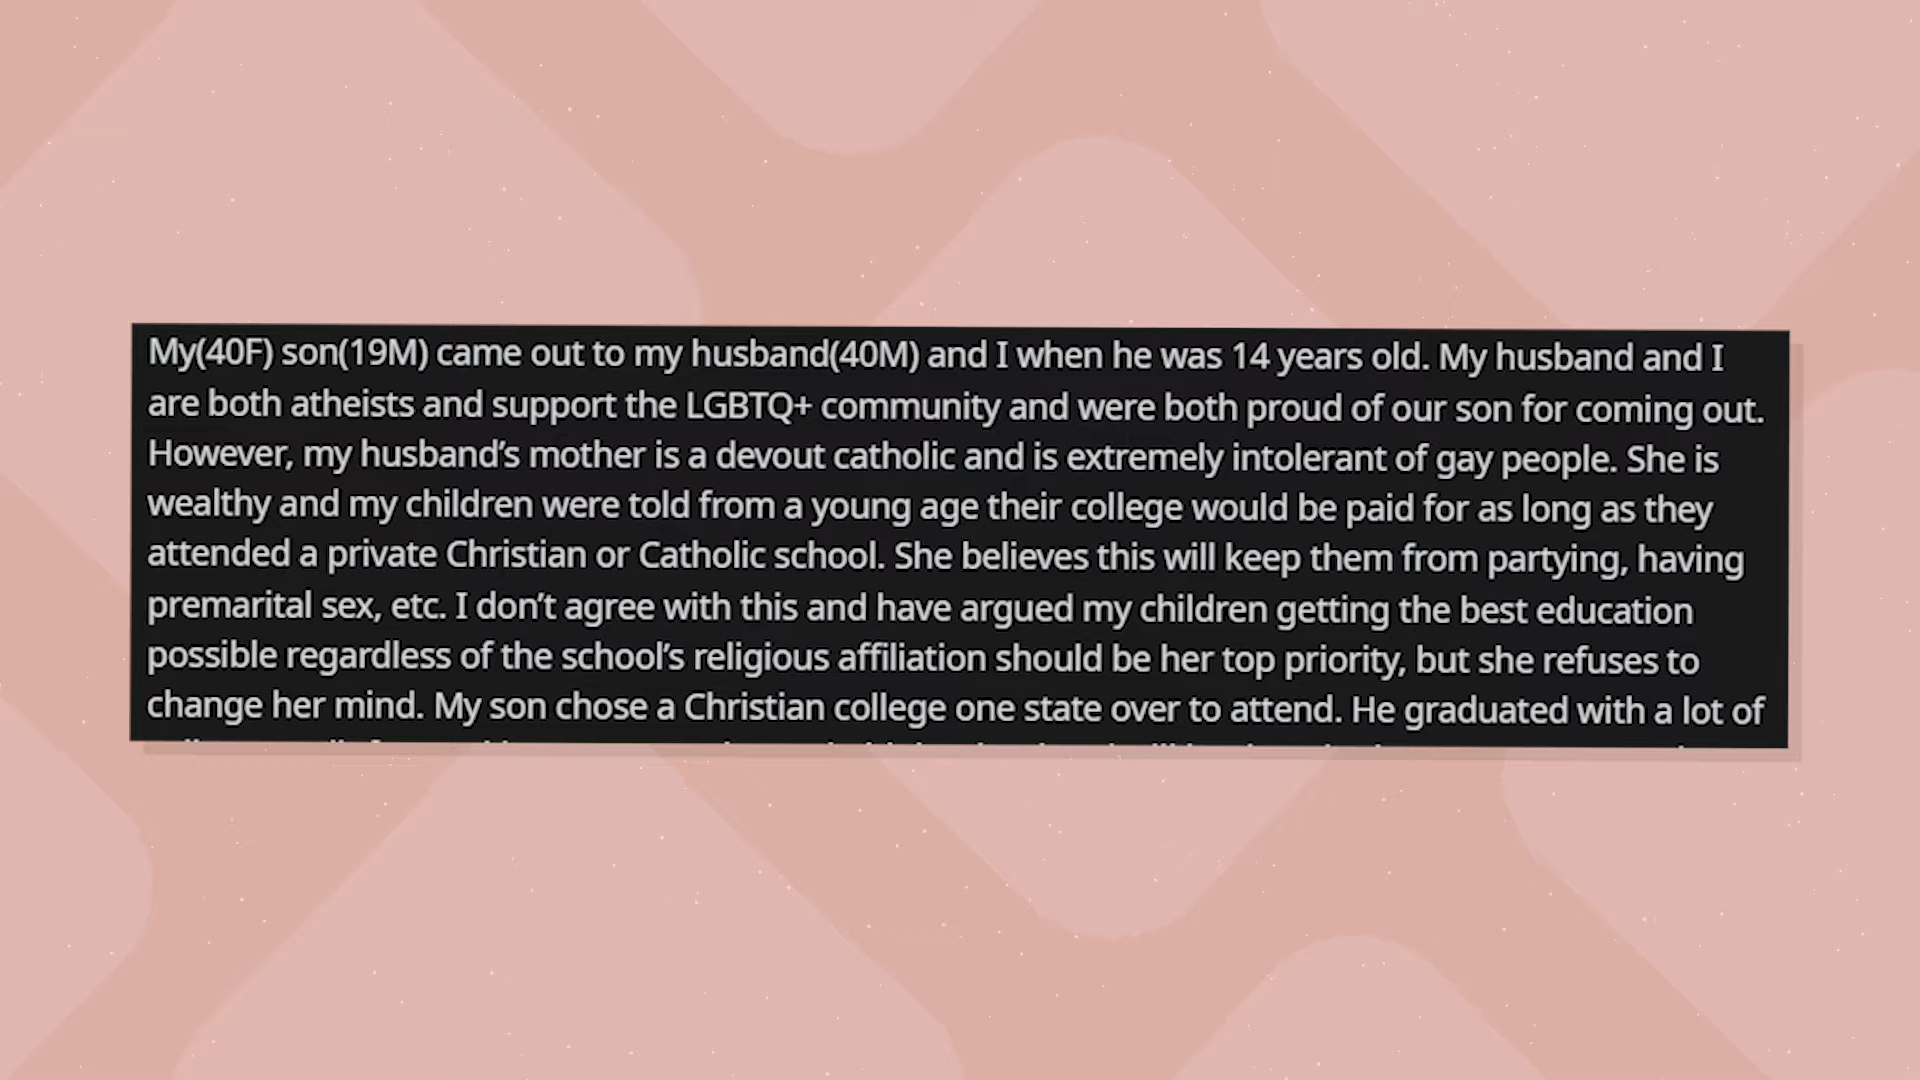 My(40F) son(19M) came out to my husband(40M) and I when he was 14 years old. My husband and I
are both atheists and support the LGBTQ+ community and were both proud of our son for coming out.
However, my husband’s mother is a devout catholic and is extremely intolerant of gay people. She is
wealthy and my children were told from a young age their college would be paid for as long as they
attended a private Christian or Catholic school. She believes this will keep them from partying, having
premarital sex, etc. I don’t agree with this and have argued my children getting the best education
possible regardless of the school’s religious affiliation should be her top priority, but she refuses to
change her mind. My son chose a Christian college one state over to attend. He graduated with a lot of